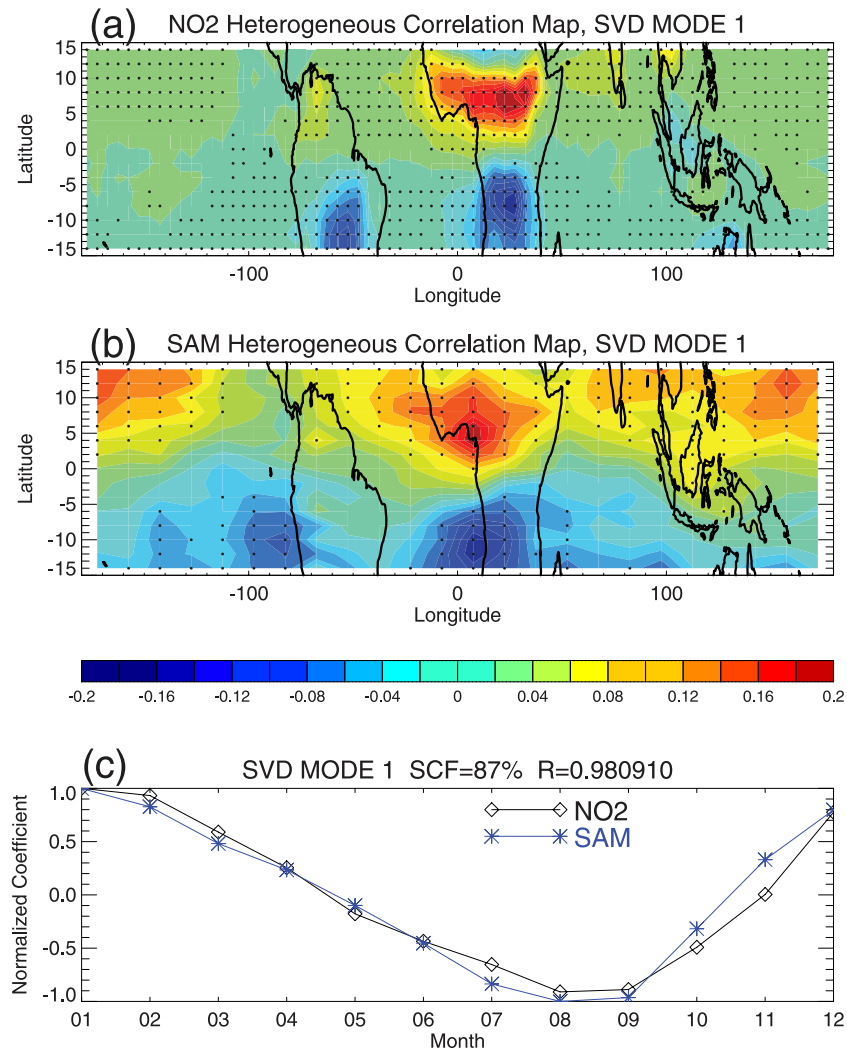 (a) NO2 Heterogeneous Correlation Map, SVD MODE 1
15
10
5
0
-5
-10
-15
Latitude
-100 0 100
Longitude
(b) SAM Heterogeneous Correlation Map, SVD MODE 1
15
10
5
0
-5
-10
-15
Latitude
-100 0 100
Longitude
-0.2 -0.16 -0.12 -0.08 -0.04 0 0.04 0.08 0.12 0.16 0.2
(c) SVD MODE 1 SCF=87% R=0.980910
1.0
0.5
0.0
-0.5
-1.0
Normalized Coefficient
NO2
SAM
01 02 03 04 05 06 07 08 09 10 11 12
Month